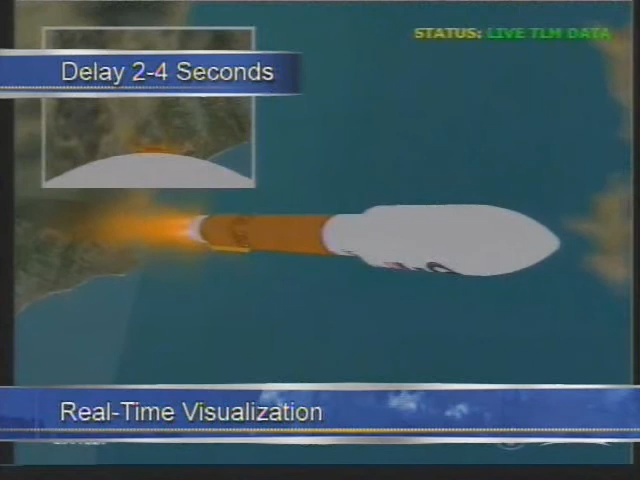 STATUS: LIVE TLM DATA
Delay 2-4 Seconds
Real-Time Visualization